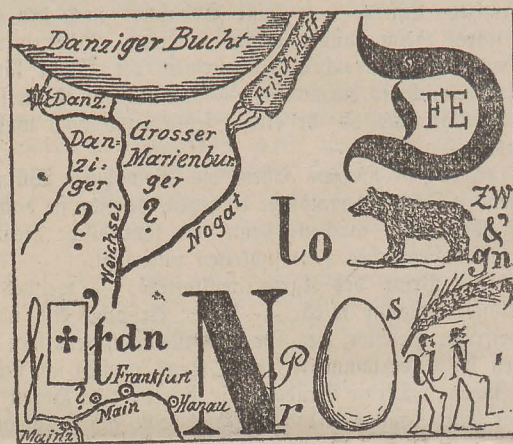 Danziger Bucht
Frisch. Haff
Danz.
Dan-
zi-
ger
?
Grosser
Marienbur-
ger
?
Weichsel
Nogat
D
FE
lo
ZW
&'
gn
dn
N
P
r
s
u
?
Frankfurt
Main
Hanau
Mainz